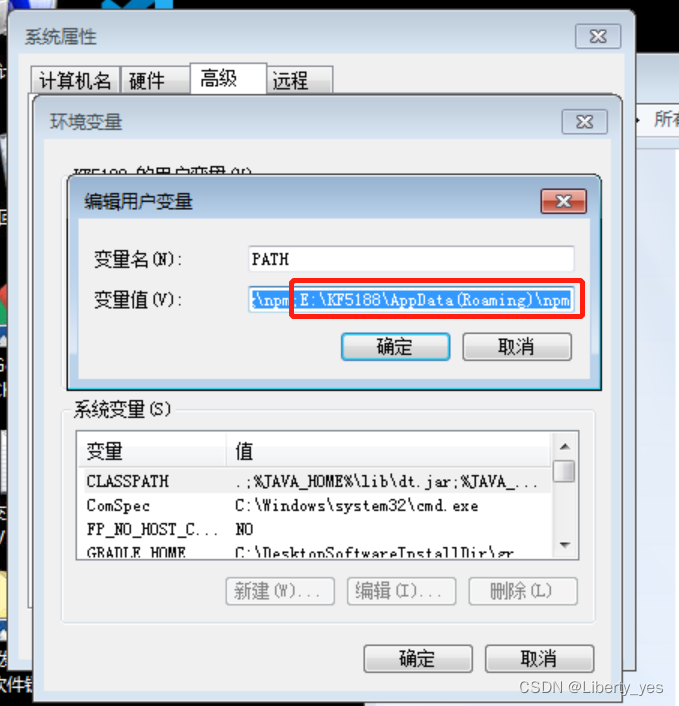 系统属性
计算机名 硬件 高级 远程
环境变量
所有
KF5188 的用户变量(U)
编辑用户变量
变量名(N): PATH
变量值(V): \npm;E:\KF5188\AppData(Roaming)\npm
确定 取消
系统变量(S)
变量 值
CLASSPATH .;%JAVA_HOME%\lib\dt.jar;%JAVA_...
ComSpec C:\Windows\system32\cmd.exe
FP_NO_HOST_C... NO
GRADLE_HOME C:\DesktopSoftwareInstallDir\gr
新建(W)... 编辑(I)... 删除(L)
确定 取消
CSDN @Liberty_yes